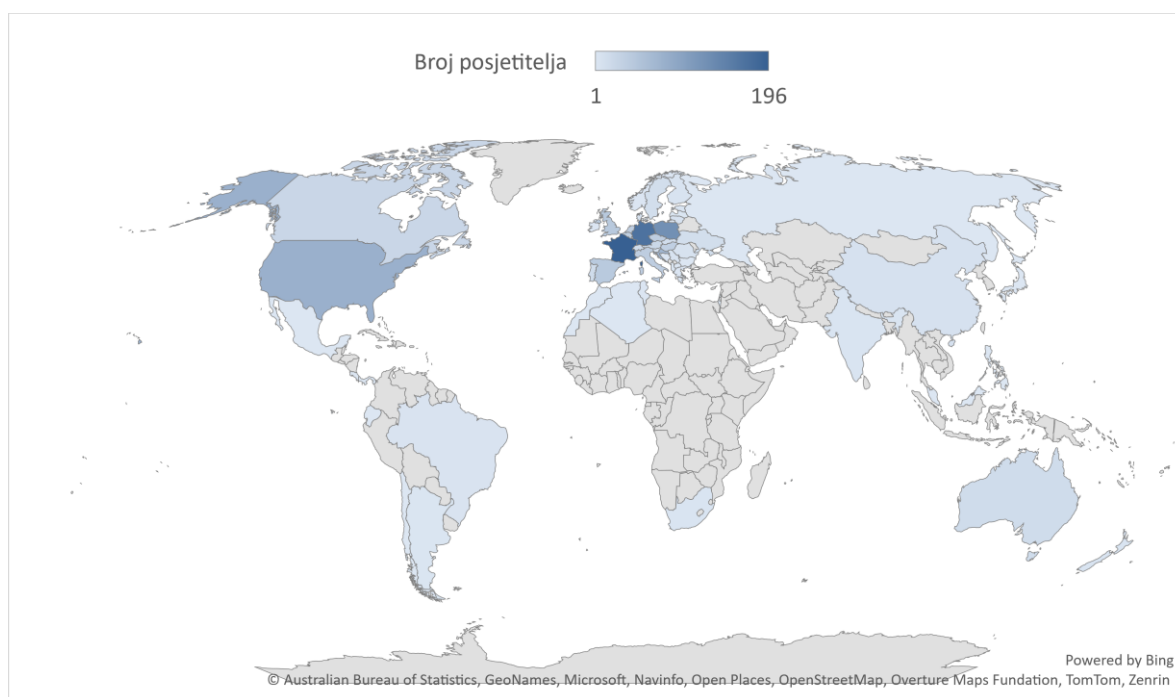 Broj posjetitelja
1 196
Powered by Bing
© Australian Bureau of Statistics, GeoNames, Microsoft, Navinfo, Open Places, OpenStreetMap, Overture Maps Fundation, TomTom, Zenrin